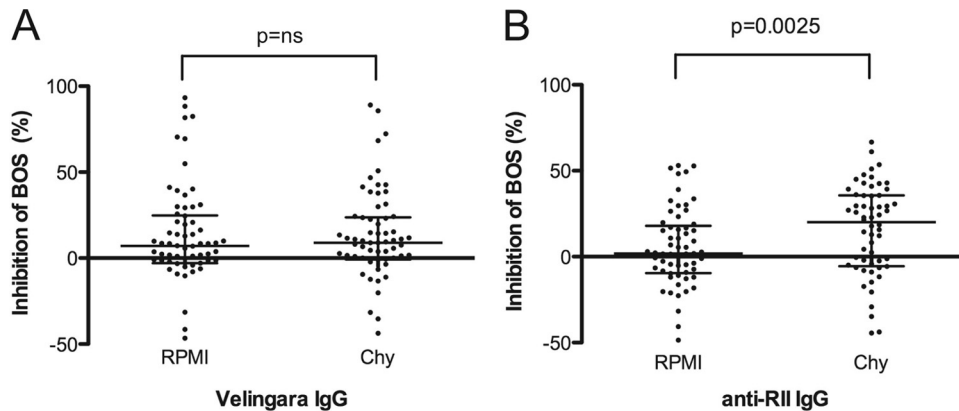 A
p=ns
Inhibition of BOS (%)
100
50
0
-50
RPMI
Chy
Velingara IgG
B
p=0.0025
Inhibition of BOS (%)
100
50
0
-50
RPMI
Chy
anti-RII IgG